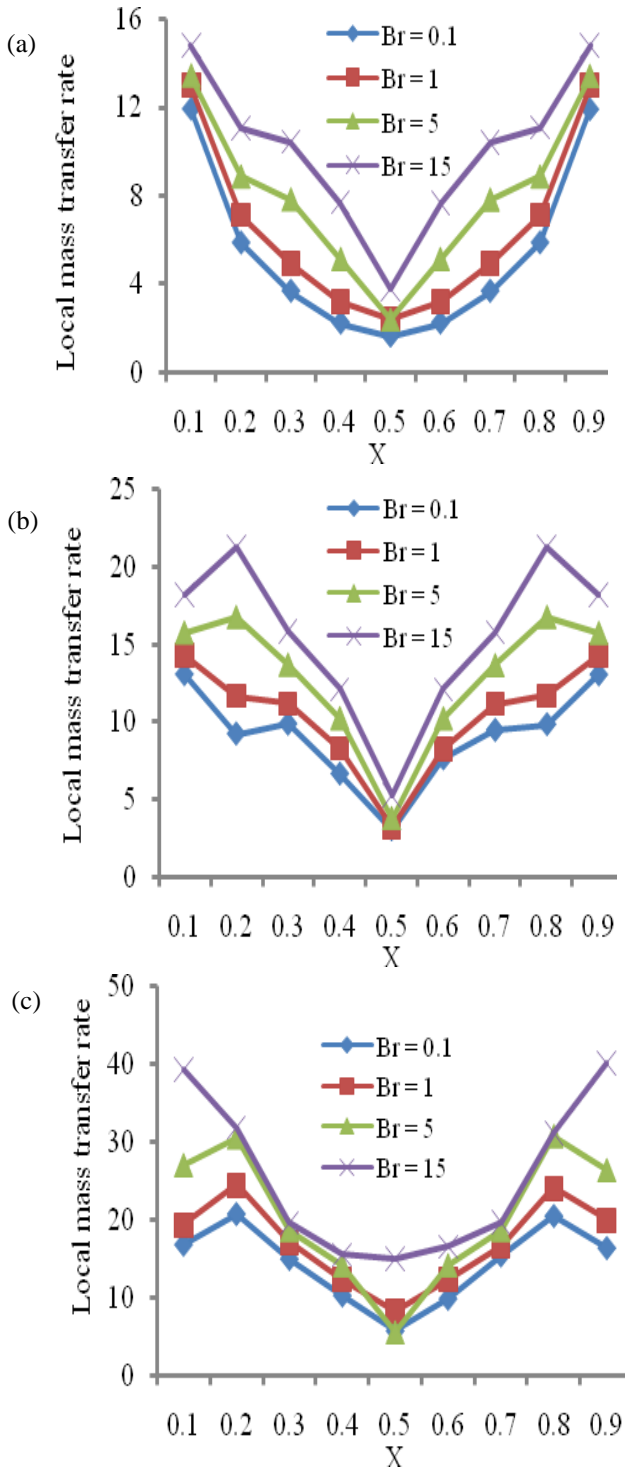 (a)
Local mass transfer rate
16
12
8
4
0
Br = 0.1
Br = 1
Br = 5
Br = 15
0.1 0.2 0.3 0.4 0.5 0.6 0.7 0.8 0.9
X
(b)
Local mass transfer rate
25
20
15
10
5
0
Br = 0.1
Br = 1
Br = 5
Br = 15
0.1 0.2 0.3 0.4 0.5 0.6 0.7 0.8 0.9
X
(c)
Local mass transfer rate
50
40
30
20
10
0
Br = 0.1
Br = 1
Br = 5
Br = 15
0.1 0.2 0.3 0.4 0.5 0.6 0.7 0.8 0.9
X